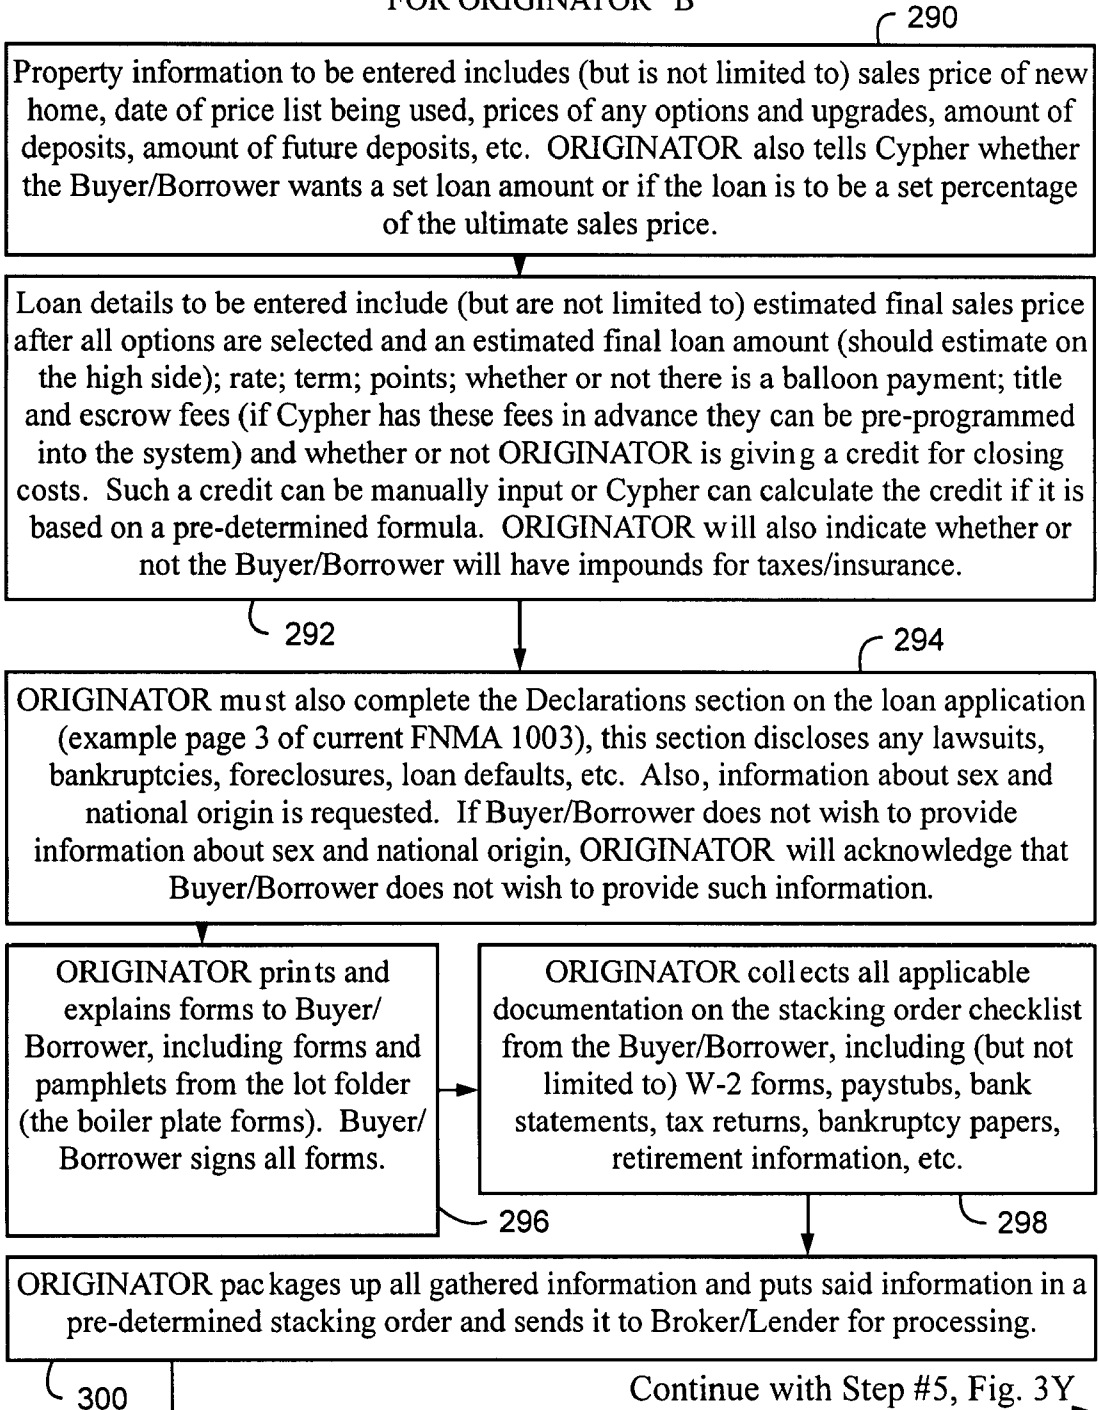 FOR ORIGINATOR "B"
290
Property information to be entered includes (but is not limited to) sales price of new
home, date of price list being used, prices of any options and upgrades, amount of
deposits, amount of future deposits, etc. ORIGINATOR also tells Cypher whether
the Buyer/Borrower wants a set loan amount or if the loan is to be a set percentage
of the ultimate sales price.
Loan details to be entered include (but are not limited to) estimated final sales price
after all options are selected and an estimated final loan amount (should estimate on
the high side); rate; term; points; whether or not there is a balloon payment; title
and escrow fees (if Cypher has these fees in advance they can be pre-programmed
into the system) and whether or not ORIGINATOR is giving a credit for closing
costs. Such a credit can be manually input or Cypher can calculate the credit if it is
based on a pre-determined formula. ORIGINATOR will also indicate whether or
not the Buyer/Borrower will have impounds for taxes/insurance.
292
294
ORIGINATOR must also complete the Declarations section on the loan application
(example page 3 of current FNMA 1003), this section discloses any lawsuits,
bankruptcies, foreclosures, loan defaults, etc. Also, information about sex and
national origin is requested. If Buyer/Borrower does not wish to provide
information about sex and national origin, ORIGINATOR will acknowledge that
Buyer/Borrower does not wish to provide such information.
ORIGINATOR prints and
explains forms to Buyer/
Borrower, including forms and
pamphlets from the lot folder
(the boiler plate forms). Buyer/
Borrower signs all forms.
296
ORIGINATOR collects all applicable
documentation on the stacking order checklist
from the Buyer/Borrower, including (but not
limited to) W-2 forms, paystubs, bank
statements, tax returns, bankruptcy papers,
retirement information, etc.
298
ORIGINATOR packages up all gathered information and puts said information in a
pre-determined stacking order and sends it to Broker/Lender for processing.
300
Continue with Step #5, Fig. 3Y